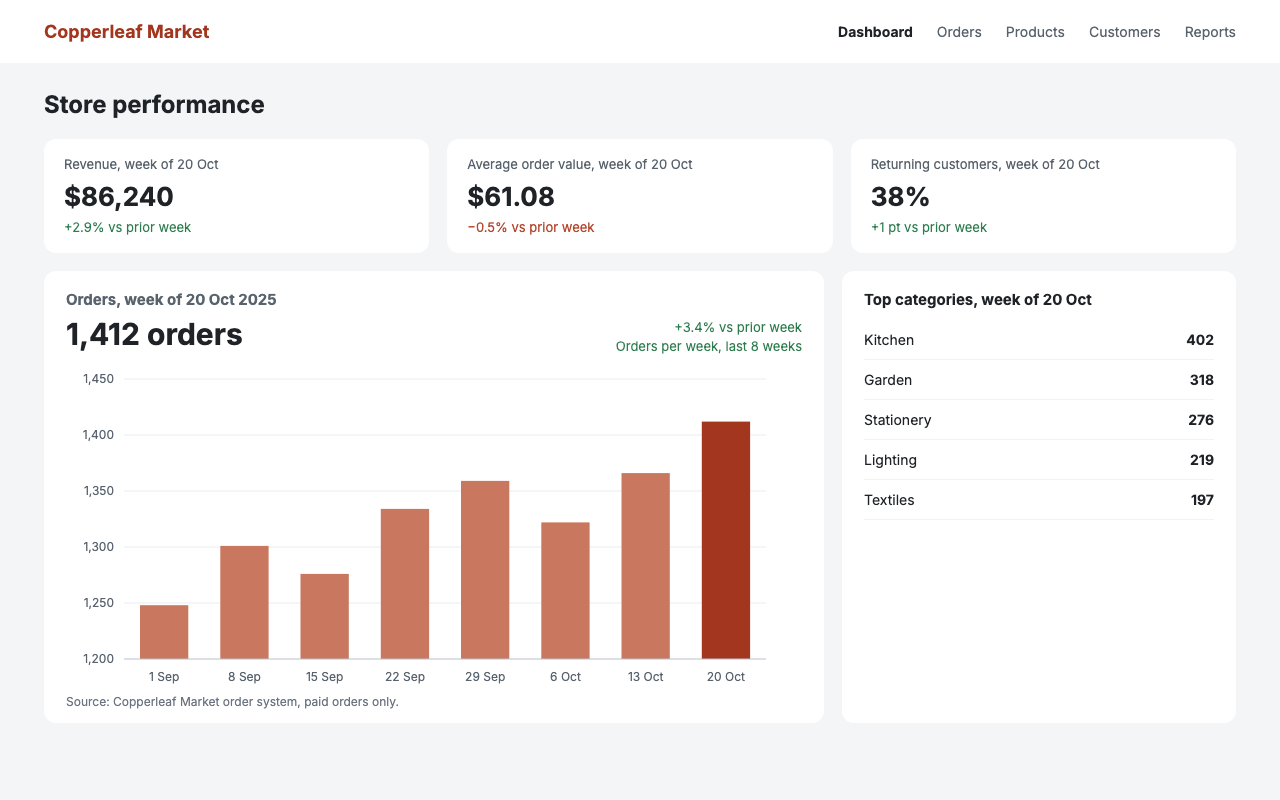 Copperleaf Market
Dashboard Orders Products Customers Reports
Store performance
Revenue, week of 20 Oct
$86,240
+2.9% vs prior week
Average order value, week of 20 Oct
$61.08
−0.5% vs prior week
Returning customers, week of 20 Oct
38%
+1 pt vs prior week
Orders, week of 20 Oct 2025
1,412 orders
+3.4% vs prior week
Orders per week, last 8 weeks
1,450
1,400
1,350
1,300
1,250
1,200
1 Sep 8 Sep 15 Sep 22 Sep 29 Sep 6 Oct 13 Oct 20 Oct
Source: Copperleaf Market order system, paid orders only.
Top categories, week of 20 Oct
Kitchen 402
Garden 318
Stationery 276
Lighting 219
Textiles 197